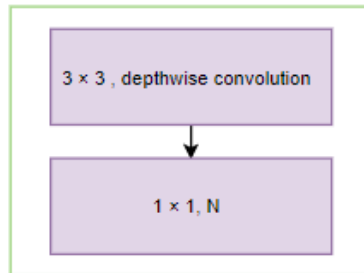 3 × 3 , depthwise convolution
1 × 1, N